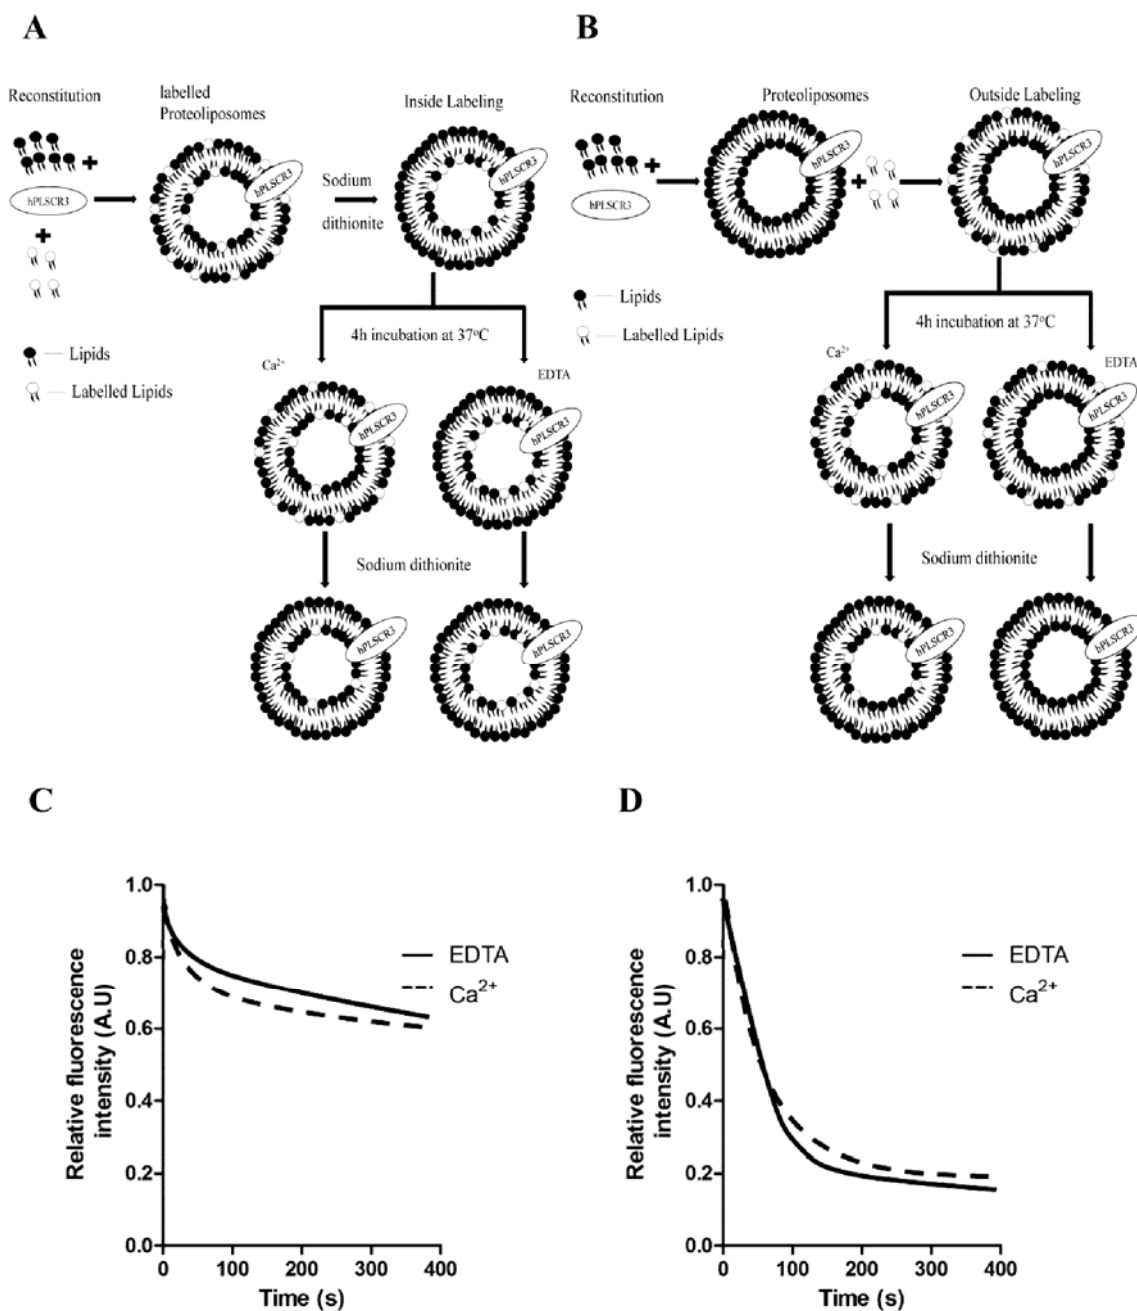 A
Reconstitution
labelled
Proteoliposomes
Inside Labeling
hPLSCR3
hPLSCR3
Sodium
dithionite
hPLSCR3
Lipids
Labelled Lipids
4h incubation at 37°C
Ca2+
EDTA
hPLSCR3
hPLSCR3
Sodium dithionite
hPLSCR3
hPLSCR3
B
Reconstitution
Proteoliposomes
Outside Labeling
hPLSCR3
hPLSCR3
hPLSCR3
Lipids
Labelled Lipids
4h incubation at 37°C
Ca2+
EDTA
hPLSCR3
hPLSCR3
Sodium dithionite
hPLSCR3
hPLSCR3
C
Relative fluorescence
intensity (A.U)
1.0
0.8
0.6
0.4
0.2
0.0
EDTA
Ca2+
0 100 200 300 400
Time (s)
D
Relative fluorescence
intensity (A.U)
1.0
0.8
0.6
0.4
0.2
0.0
EDTA
Ca2+
0 100 200 300 400
Time (s)